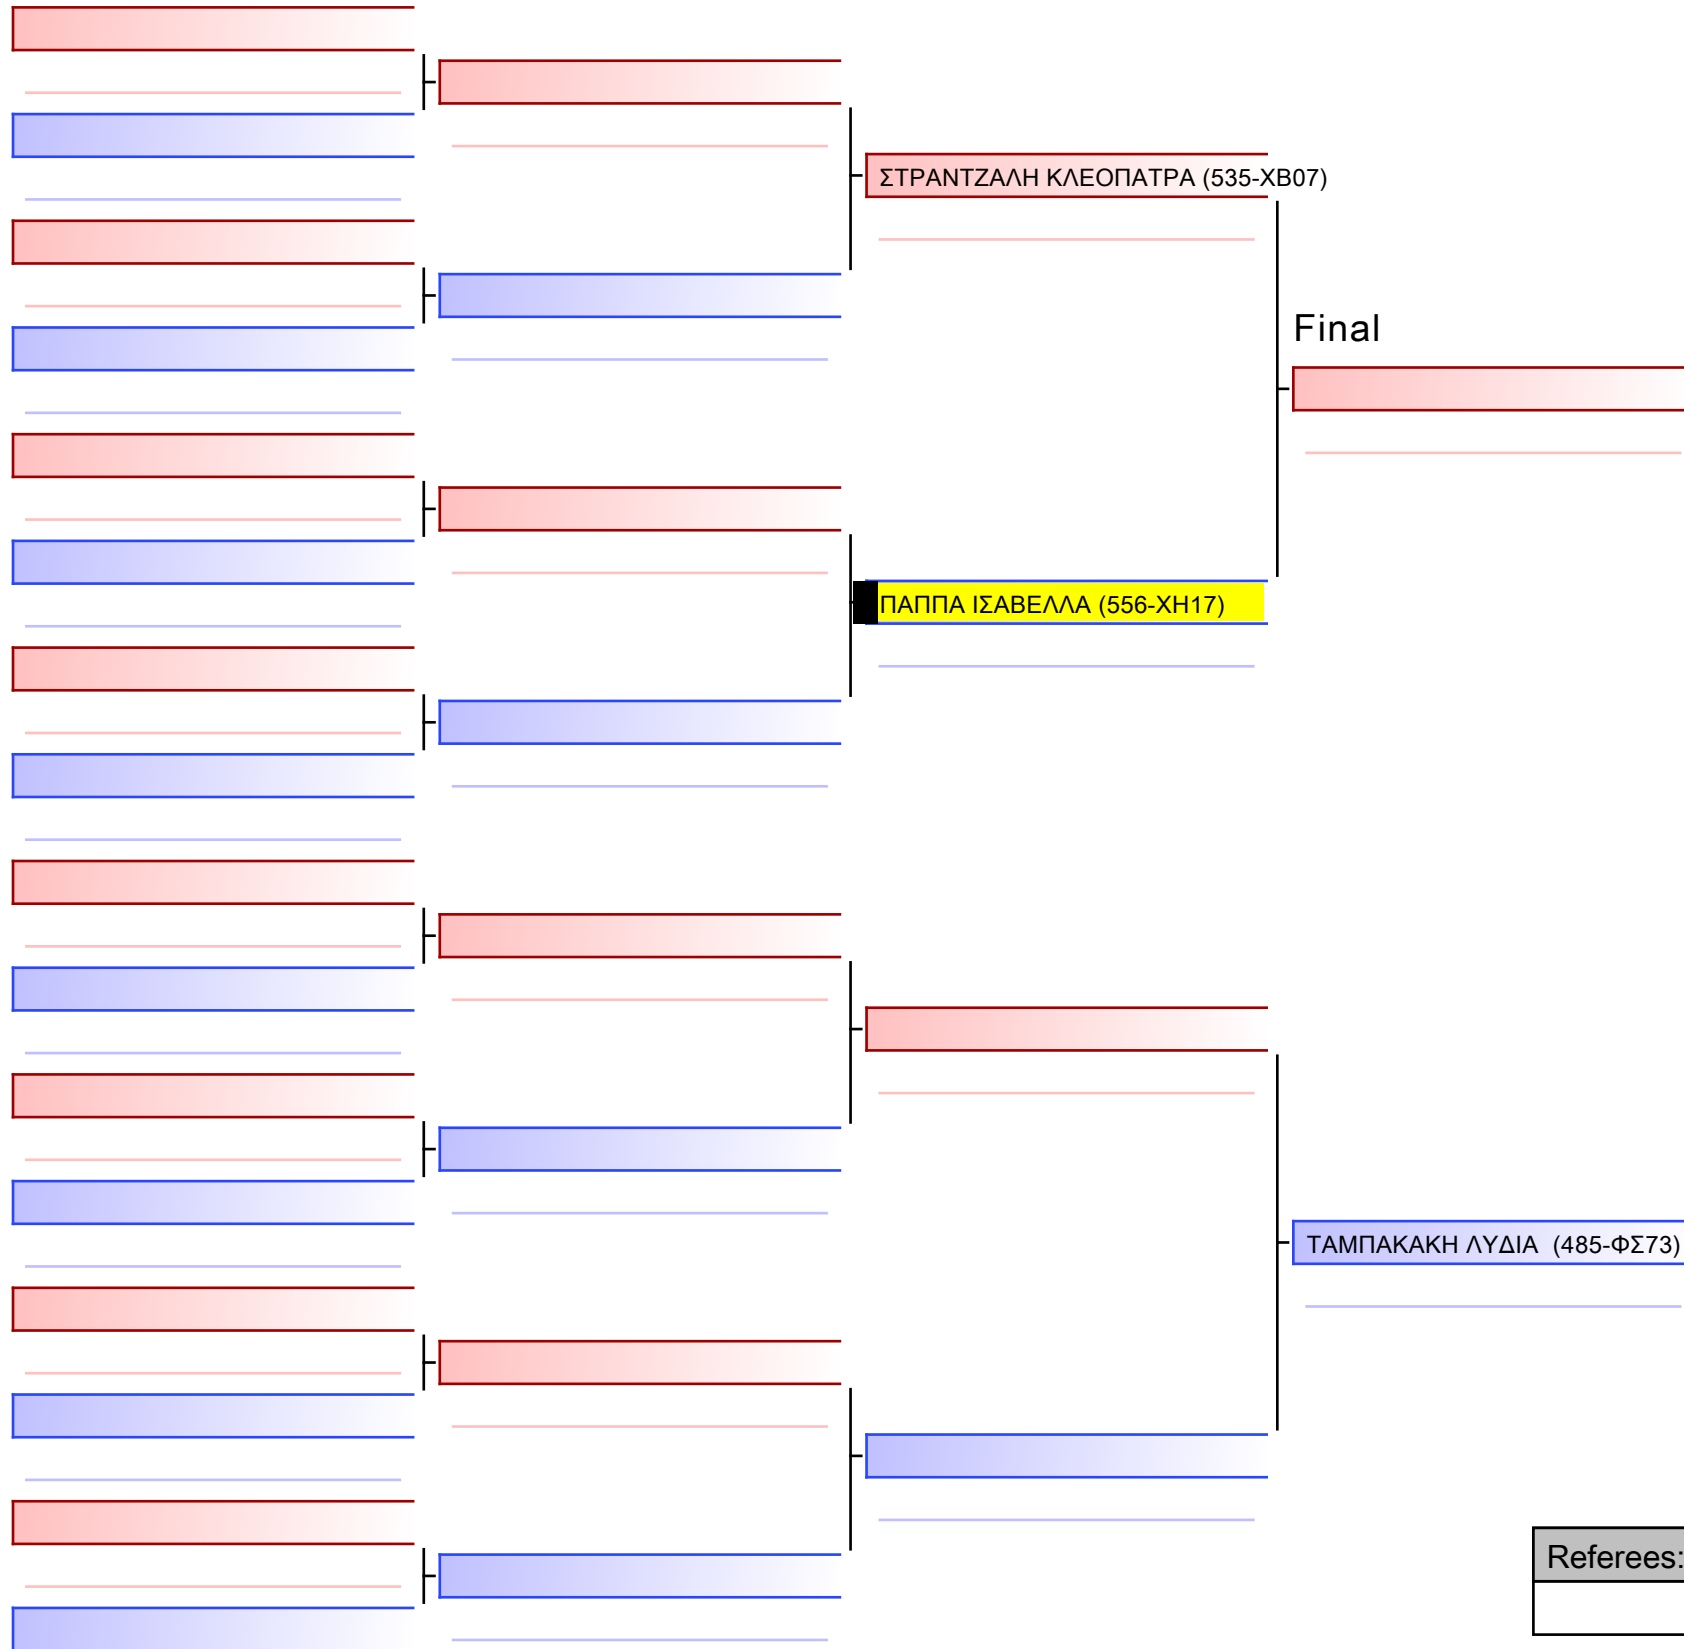 ΣΤΡΑΝΤΖΑΛΗ ΚΛΕΟΠΑΤΡΑ (535-ΧΒ07)
Final
ΠΑΠΠΑ ΙΣΑΒΕΛΛΑ (556-ΧΗ17)
ΤΑΜΠΑΚΑΚΗ ΛΥΔΙΑ  (485-ΦΣ73)
Referees: